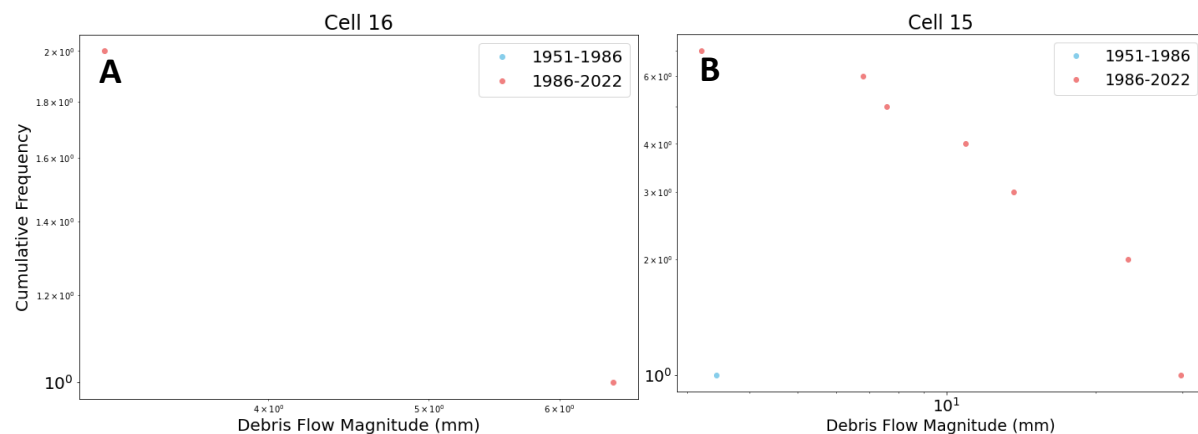 Cell 16
A
1951-1986
1986-2022
Cumulative Frequency
2 × 10⁰
1.8 × 10⁰
1.6 × 10⁰
1.4 × 10⁰
1.2 × 10⁰
10⁰
4 × 10⁰
5 × 10⁰
6 × 10⁰
Debris Flow Magnitude (mm)
Cell 15
B
1951-1986
1986-2022
6 × 10⁰
4 × 10⁰
3 × 10⁰
2 × 10⁰
10⁰
10¹
Debris Flow Magnitude (mm)